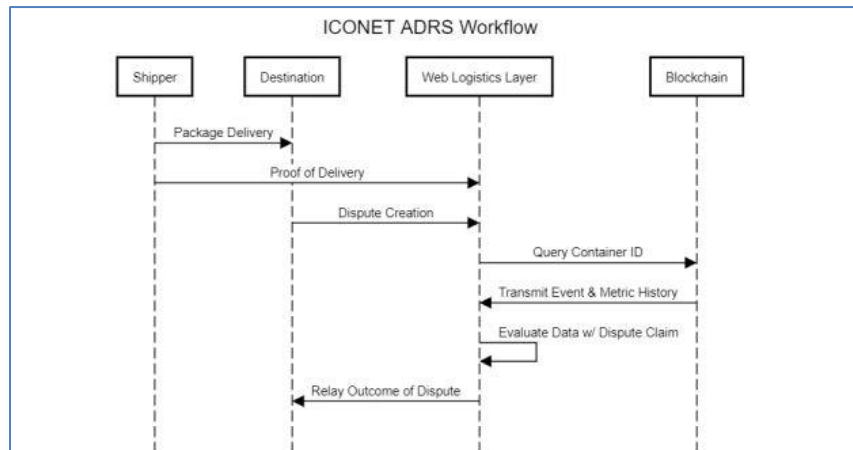 ICONET ADRS Workflow
Shipper
Destination
Web Logistics Layer
Blockchain
Package Delivery
Proof of Delivery
Dispute Creation
Query Container ID
Transmit Event & Metric History
Evaluate Data w/ Dispute Claim
Relay Outcome of Dispute